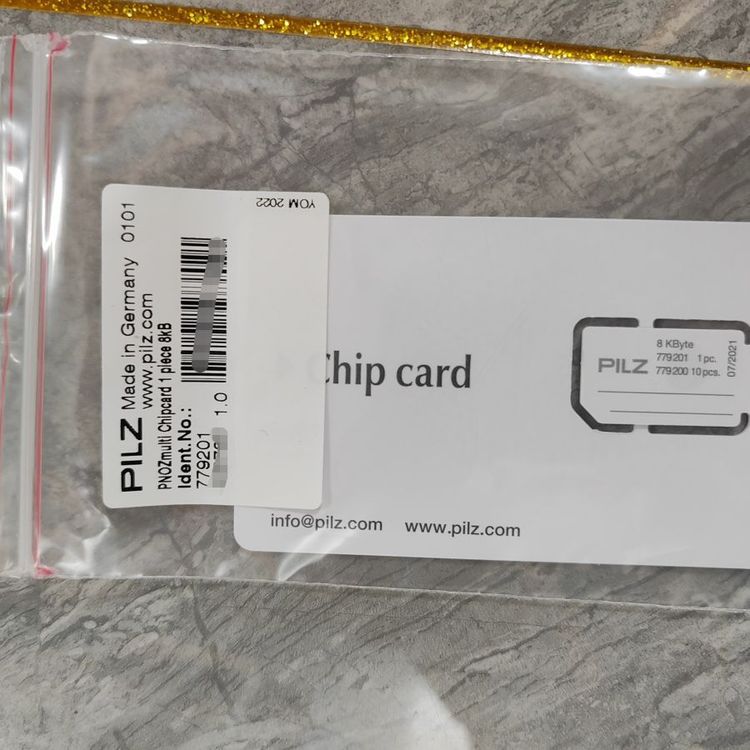 PILZ Made in Germany 0101
www.pilz.com
PNOZmulti Chipcard 1 piece 8kB
Ident.No.:
779201
1.0
YOM 2022
Chip card
info@pilz.com www.pilz.com
PILZ
8 KByte
779201 1 pc.
779200 10 pcs.
07/2021